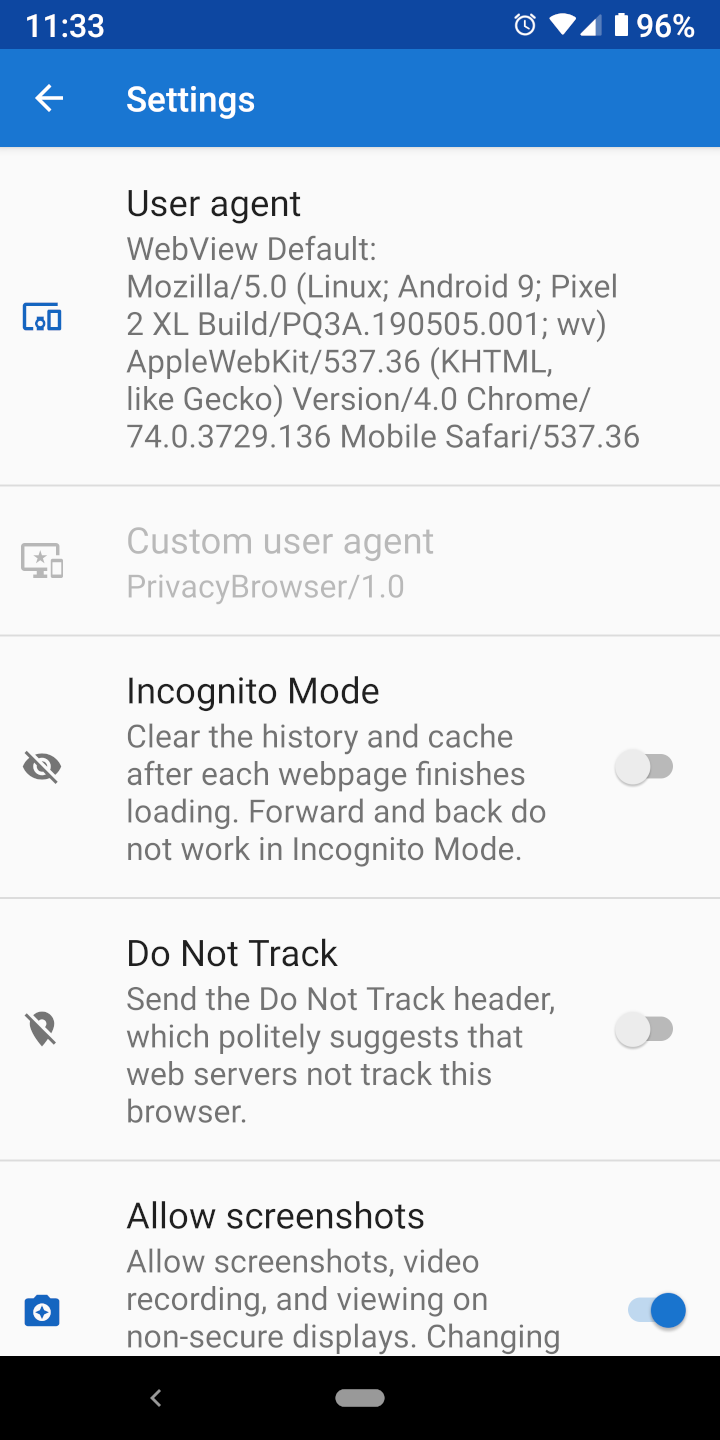 11:33
96%
Settings
User agent
WebView Default:
Mozilla/5.0 (Linux; Android 9; Pixel
2 XL Build/PQ3A.190505.001; wv)
AppleWebKit/537.36 (KHTML,
like Gecko) Version/4.0 Chrome/
74.0.3729.136 Mobile Safari/537.36
Custom user agent
PrivacyBrowser/1.0
Incognito Mode
Clear the history and cache
after each webpage finishes
loading. Forward and back do
not work in Incognito Mode.
Do Not Track
Send the Do Not Track header,
which politely suggests that
web servers not track this
browser.
Allow screenshots
Allow screenshots, video
recording, and viewing on
non-secure displays. Changing